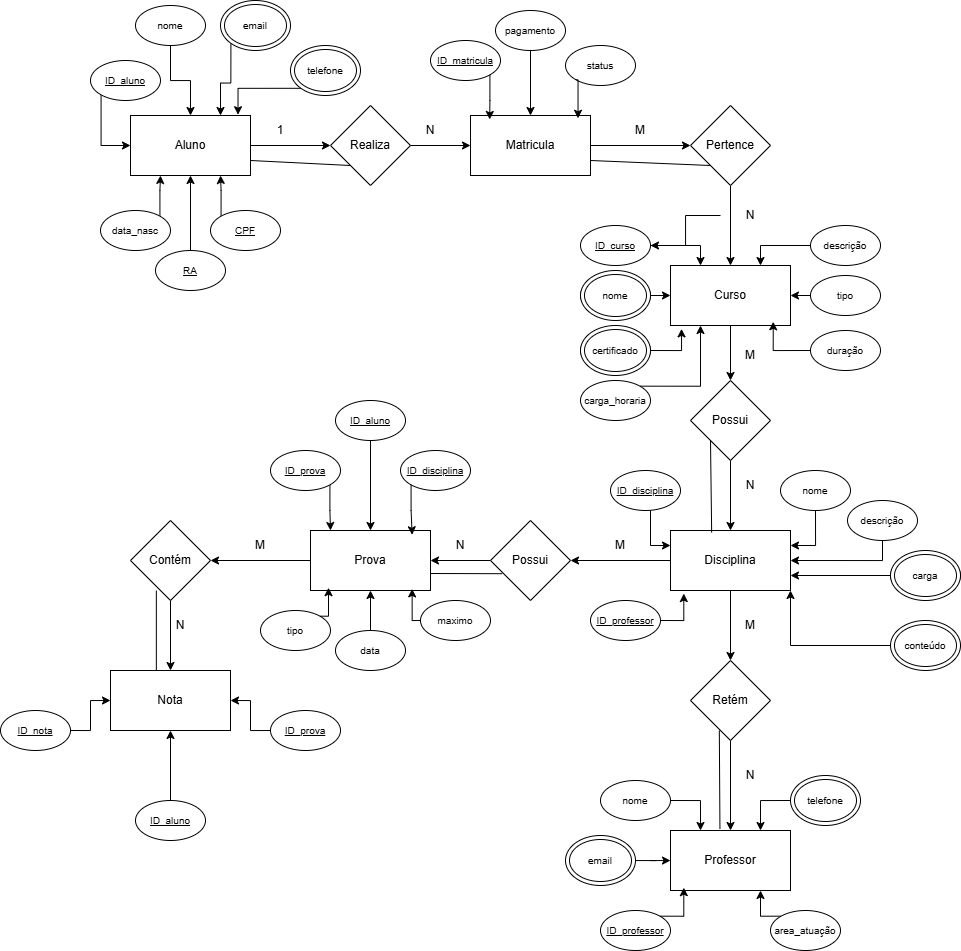 nome
email
telefone
ID_aluno
pagamento
ID_matricula
status
Aluno
1
Realiza
N
Matricula
M
Pertence
data_nasc
CPF
RA
N
ID_curso
descrição
nome
Curso
tipo
certificado
M
duração
carga_horaria
Possui
ID_aluno
ID_prova
ID_disciplina
N
ID_disciplina
nome
descrição
Contém
M
Prova
N
Possui
M
Disciplina
carga
N
tipo
data
maximo
ID_professor
M
conteúdo
Nota
Retém
ID_nota
ID_prova
ID_aluno
N
nome
telefone
email
Professor
ID_professor
area_atuação